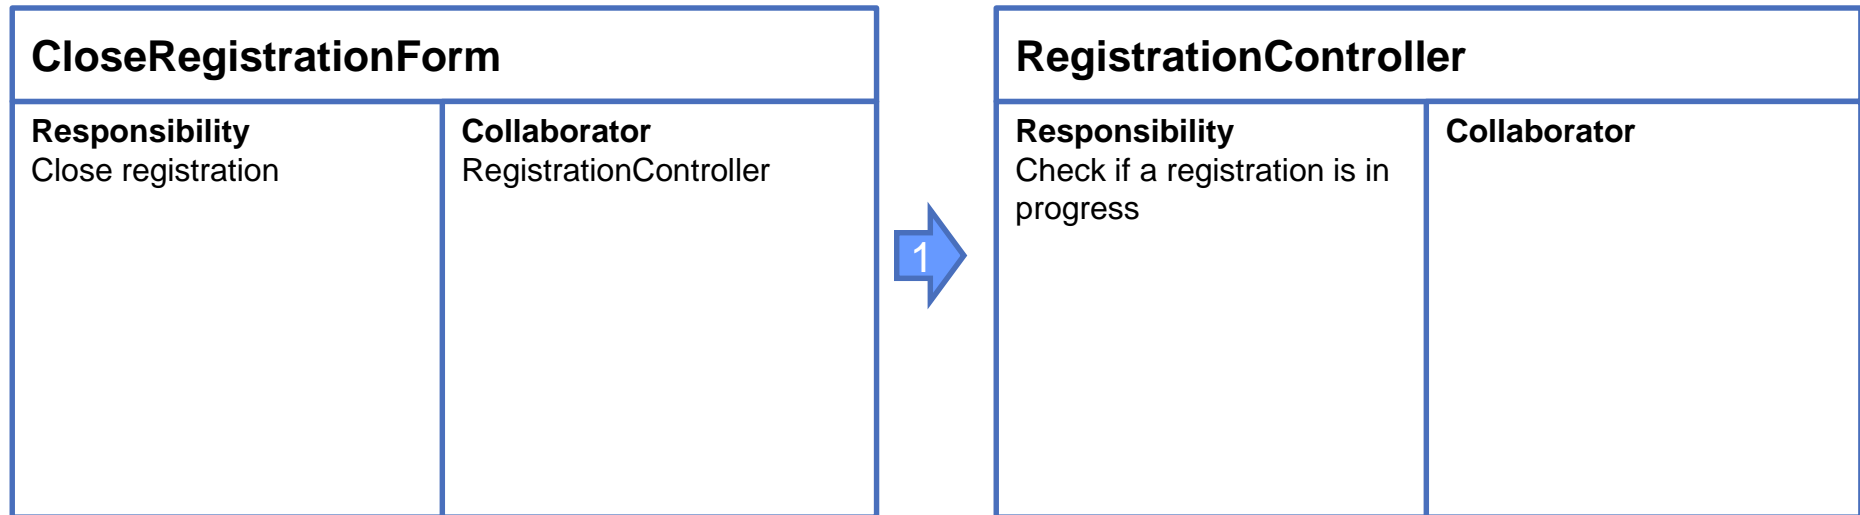 CloseRegistrationForm
Responsibility
Close registration
Collaborator
RegistrationController
1
RegistrationController
Responsibility
Check if a registration is in
progress
Collaborator